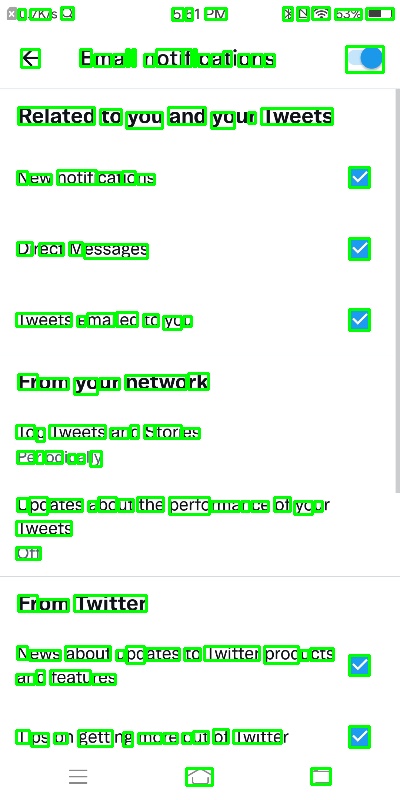 5:31 PM 53%
Email notifications
Related to you and your Tweets
New notifications
Direct Messages
Tweets emailed to you
From your network
Top Tweets and Stories
Periodically
Updates about the performance of your
Tweets
Off
From Twitter
News about updates to Twitter products
and features
Tips on getting more out of Twitter